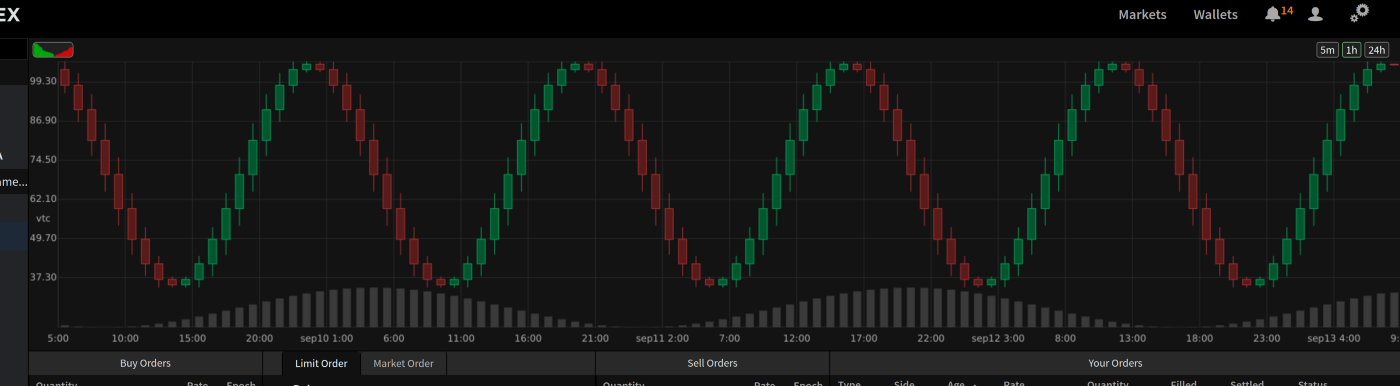 EX Markets Wallets 14
5m 1h 24h
99.30
86.90
74.50
ame... 62.10
vtc
49.70
37.30
5:00 10:00 15:00 20:00 sep10 1:00 6:00 11:00 16:00 21:00 sep11 2:00 7:00 12:00 17:00 22:00 sep12 3:00 8:00 13:00 18:00 23:00 sep13 4:00 9:
Buy Orders Limit Order Market Order Sell Orders Your Orders
Quantity Rate Epoch Quantity Rate Epoch Type Side Age Rate Quantity Filled Settled Status